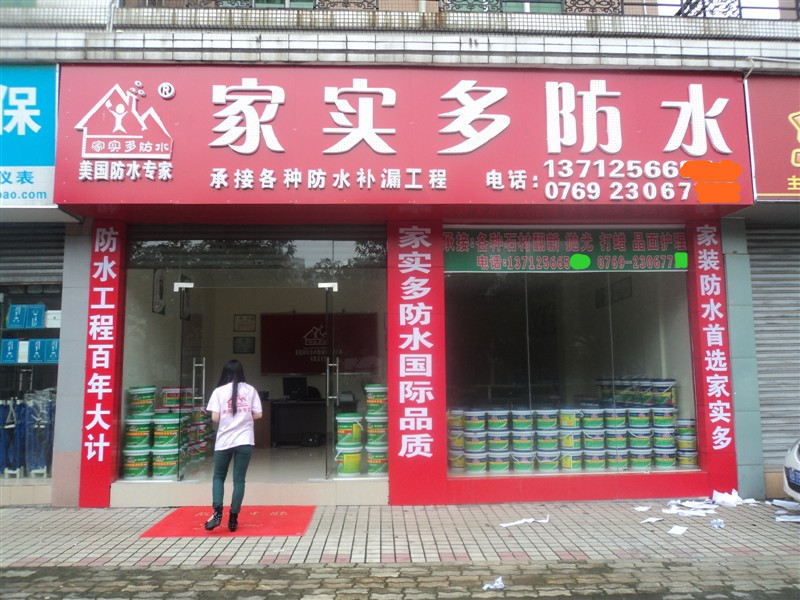 家实多防水
®
家实多防水
美国防水专家
承接各种防水补漏工程 电话:
13712566
0769 23067
保
仪表
bao.com
主
防水工程百年大计
家实多防水国际品质
家装防水首选家实多
承接:各种石材翻新 抛光 打蜡 晶面护理
电话:137125665 0769-230677